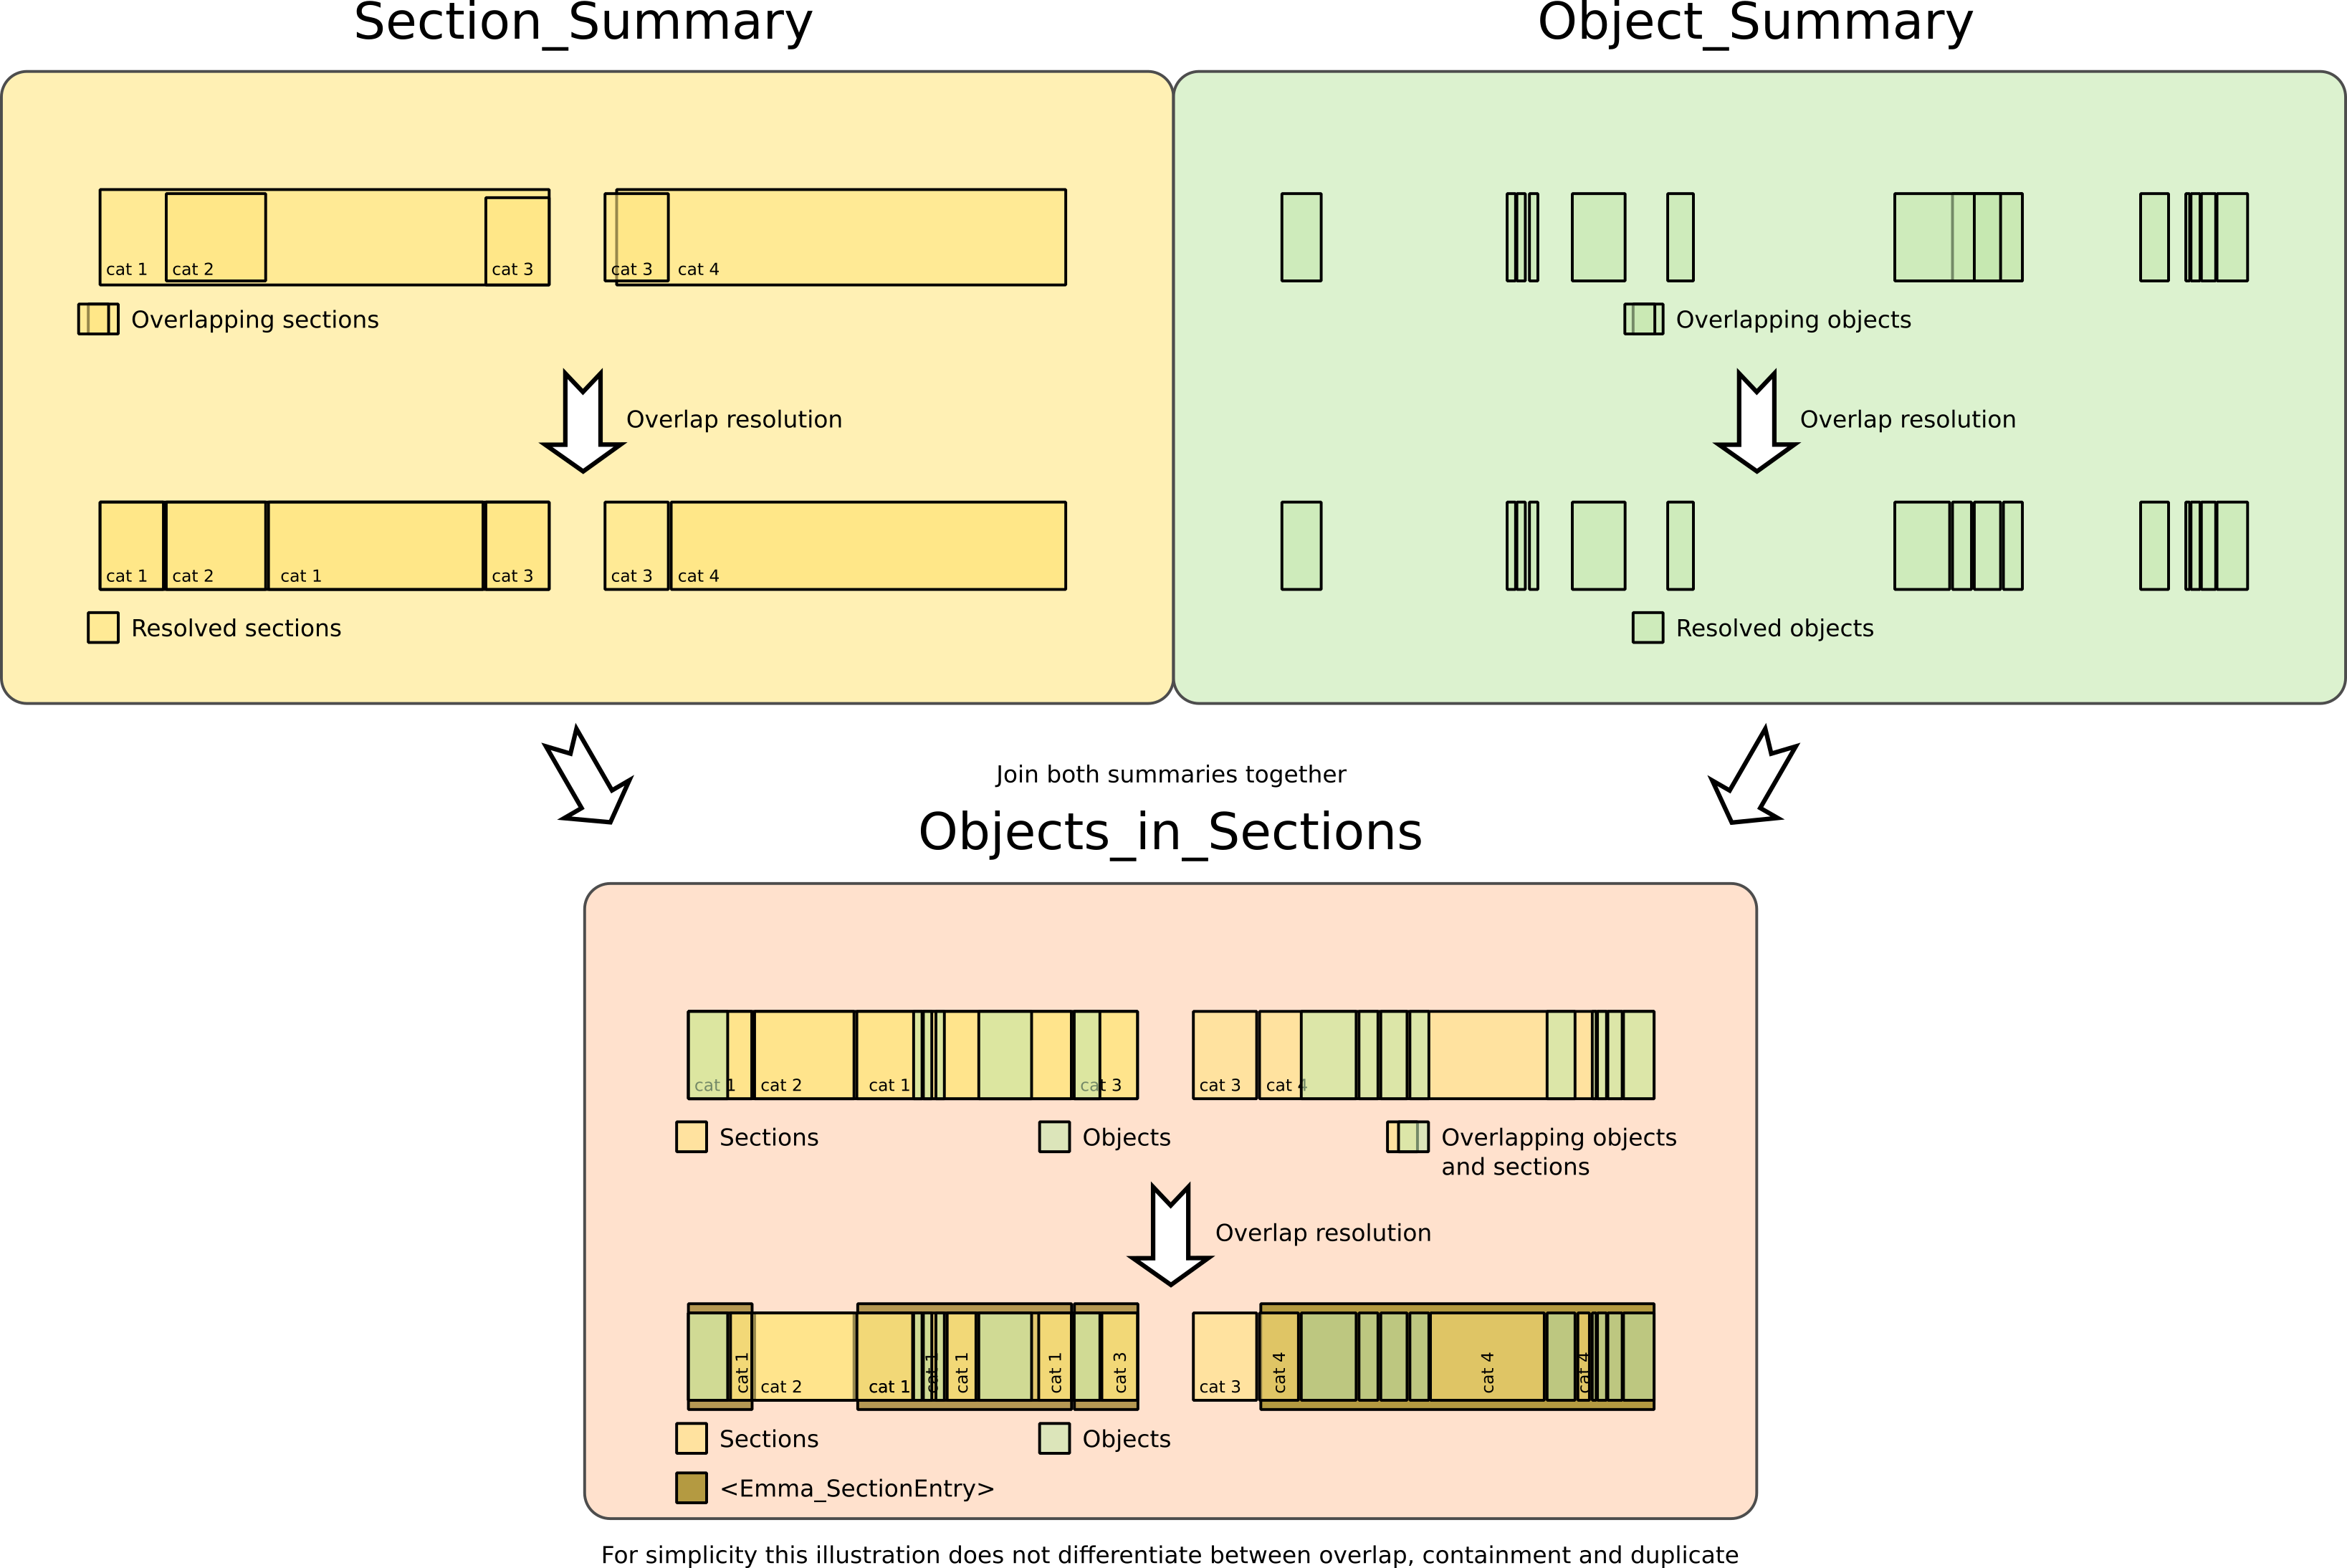 Section_Summary
Object_Summary
cat 1
cat 2
cat 3
cat 3
cat 4
Overlapping sections
Overlapping objects
Overlap resolution
Overlap resolution
cat 1
cat 2
cat 1
cat 3
cat 3
cat 4
Resolved sections
Resolved objects
Join both summaries together
Objects_in_Sections
cat 1
cat 2
cat 1
cat 3
cat 3
cat 4
Sections
Objects
Overlapping objects
and sections
Overlap resolution
cat 1
cat 2
cat 1
cat 1
cat 1
cat 1
cat 3
cat 3
cat 4
cat 4
cat 4
Sections
Objects
<Emma_SectionEntry>
For simplicity this illustration does not differentiate between overlap, containment and duplicate